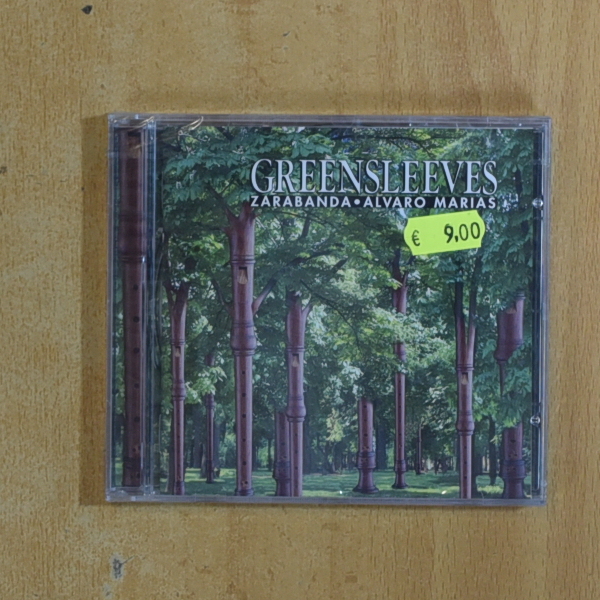 GREENSLEEVES
ZARABANDA • ALVARO MARIAS
€ 9,00